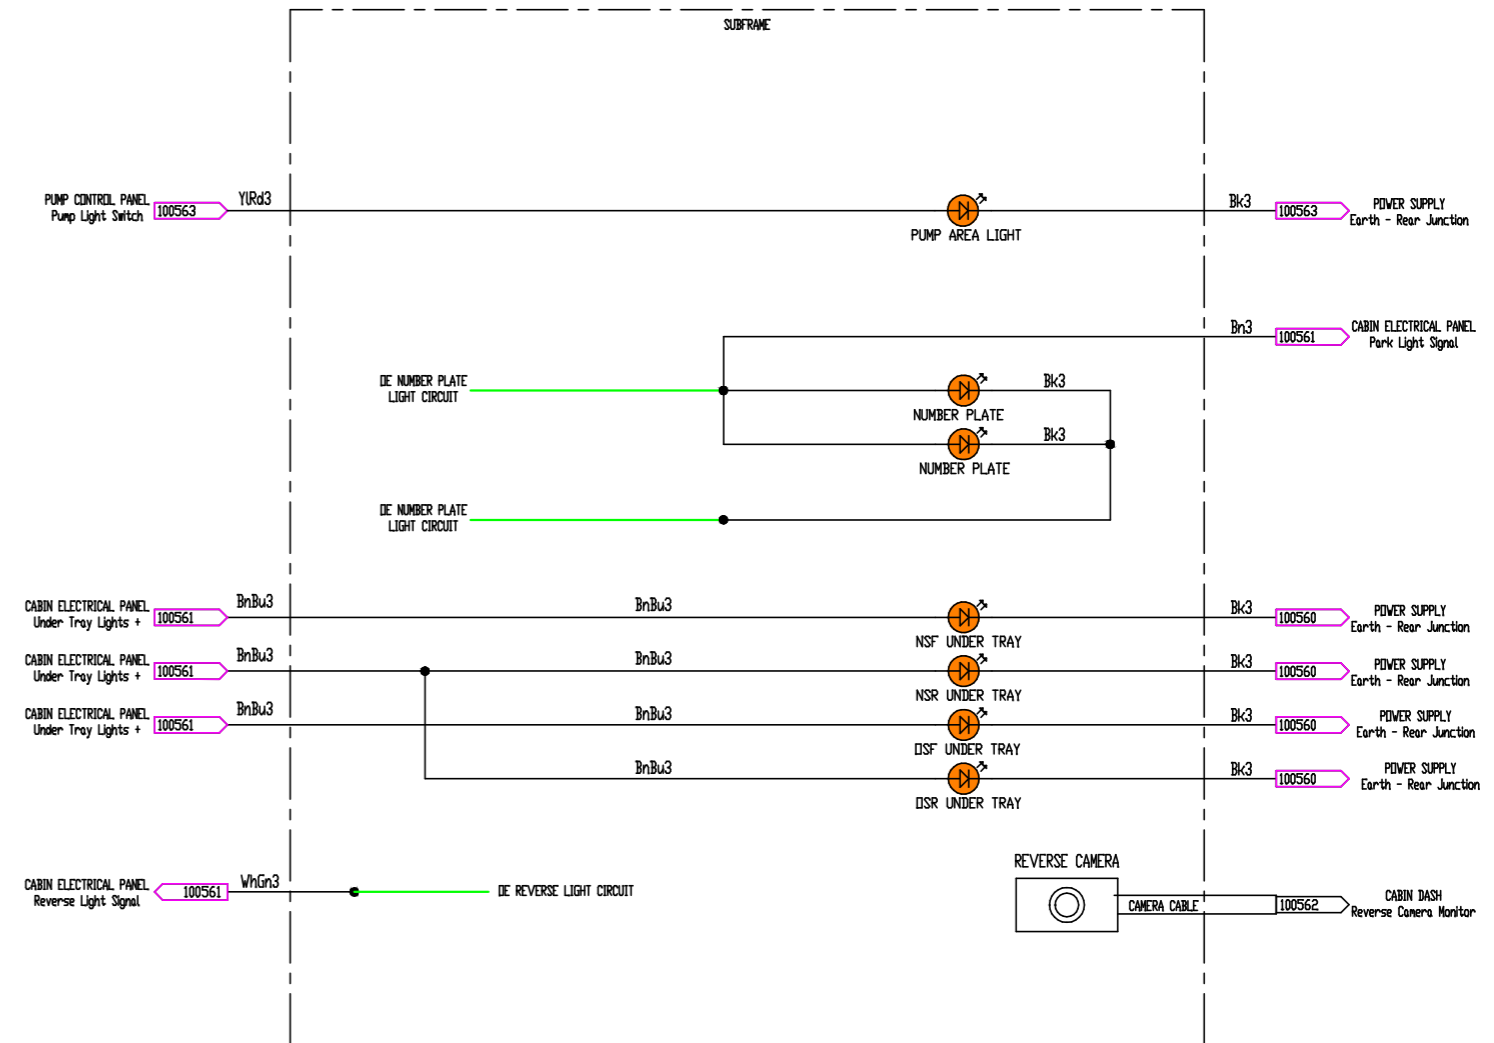 SUBFRAME
PUMP CONTROL PANEL
Pump Light Switch
100563
YlRd3
PUMP AREA LIGHT
Bk3
100563
POWER SUPPLY
Earth - Rear Junction
Bn3
100561
CABIN ELECTRICAL PANEL
Park Light Signal
OE NUMBER PLATE
LIGHT CIRCUIT
Bk3
NUMBER PLATE
Bk3
NUMBER PLATE
OE NUMBER PLATE
LIGHT CIRCUIT
CABIN ELECTRICAL PANEL
Under Tray Lights +
100561
BnBu3
BnBu3
NSF UNDER TRAY
Bk3
100560
POWER SUPPLY
Earth - Rear Junction
CABIN ELECTRICAL PANEL
Under Tray Lights +
100561
BnBu3
BnBu3
NSR UNDER TRAY
Bk3
100560
POWER SUPPLY
Earth - Rear Junction
CABIN ELECTRICAL PANEL
Under Tray Lights +
100561
BnBu3
BnBu3
OSF UNDER TRAY
Bk3
100560
POWER SUPPLY
Earth - Rear Junction
BnBu3
OSR UNDER TRAY
Bk3
100560
POWER SUPPLY
Earth - Rear Junction
CABIN ELECTRICAL PANEL
Reverse Light Signal
100561
WhGn3
OE REVERSE LIGHT CIRCUIT
REVERSE CAMERA
CAMERA CABLE
100562
CABIN DASH
Reverse Camera Monitor